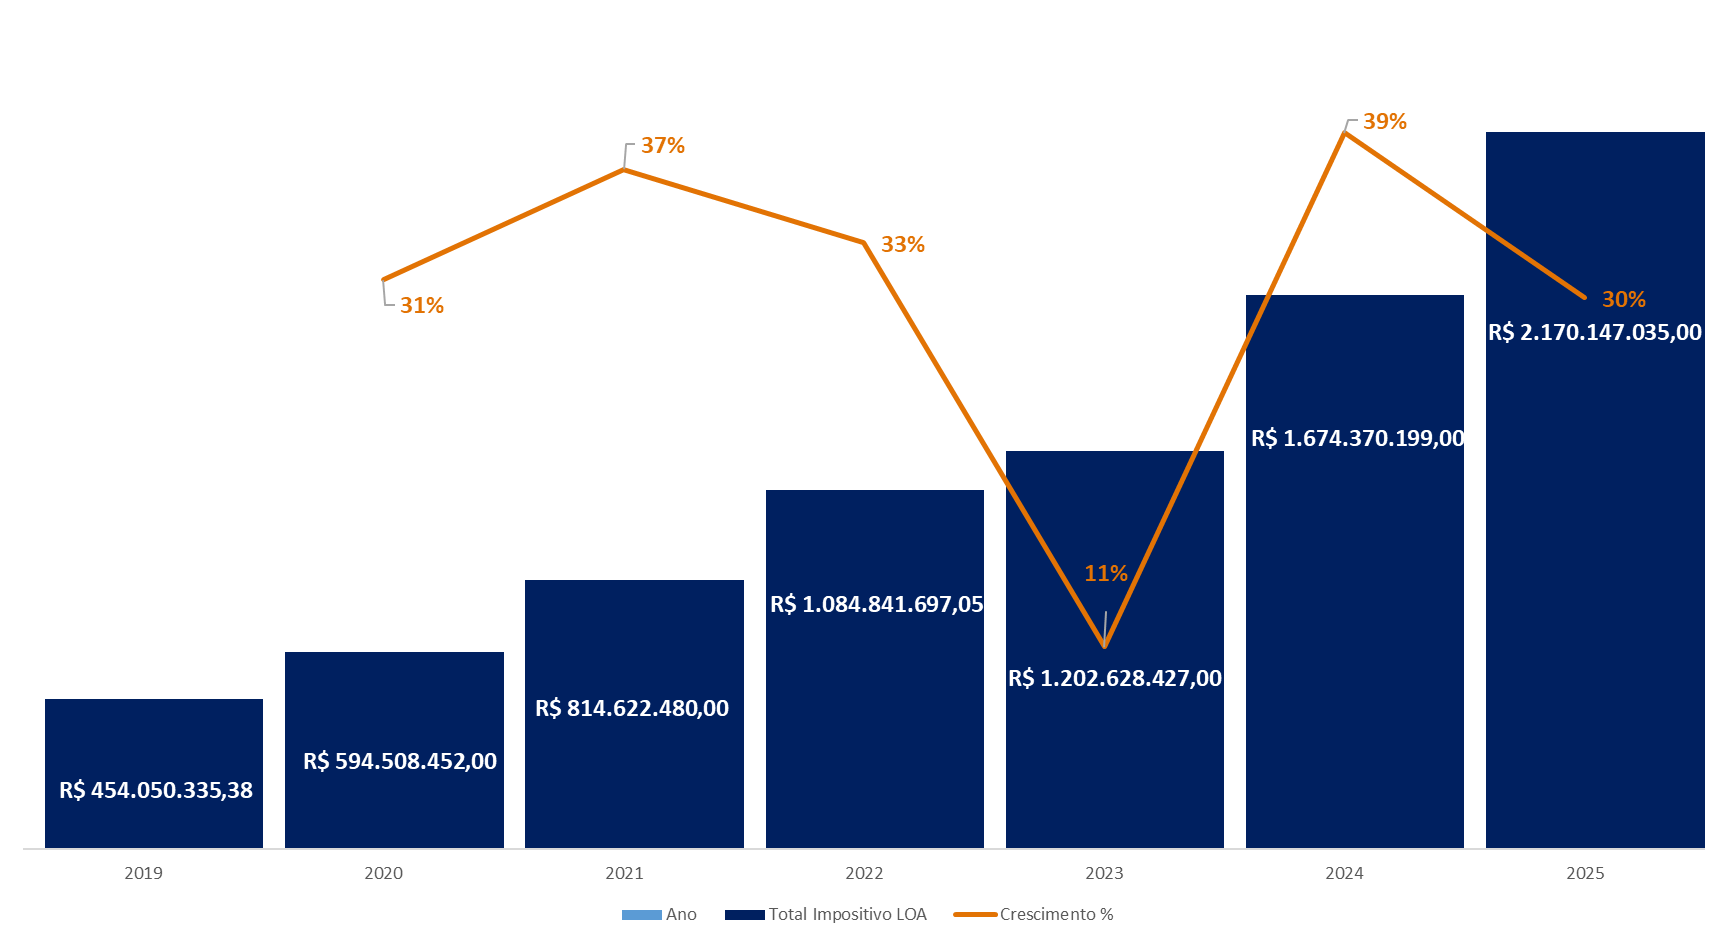 39%
37%
33%
30%
31%
R$ 2.170.147.035,00
R$ 1.674.370.199,00
11%
R$ 1.084.841.697,05
R$ 1.202.628.427,00
R$ 814.622.480,00
R$ 594.508.452,00
R$ 454.050.335,38
2019 2020 2021 2022 2023 2024 2025
Ano Total Impositivo LOA Crescimento %